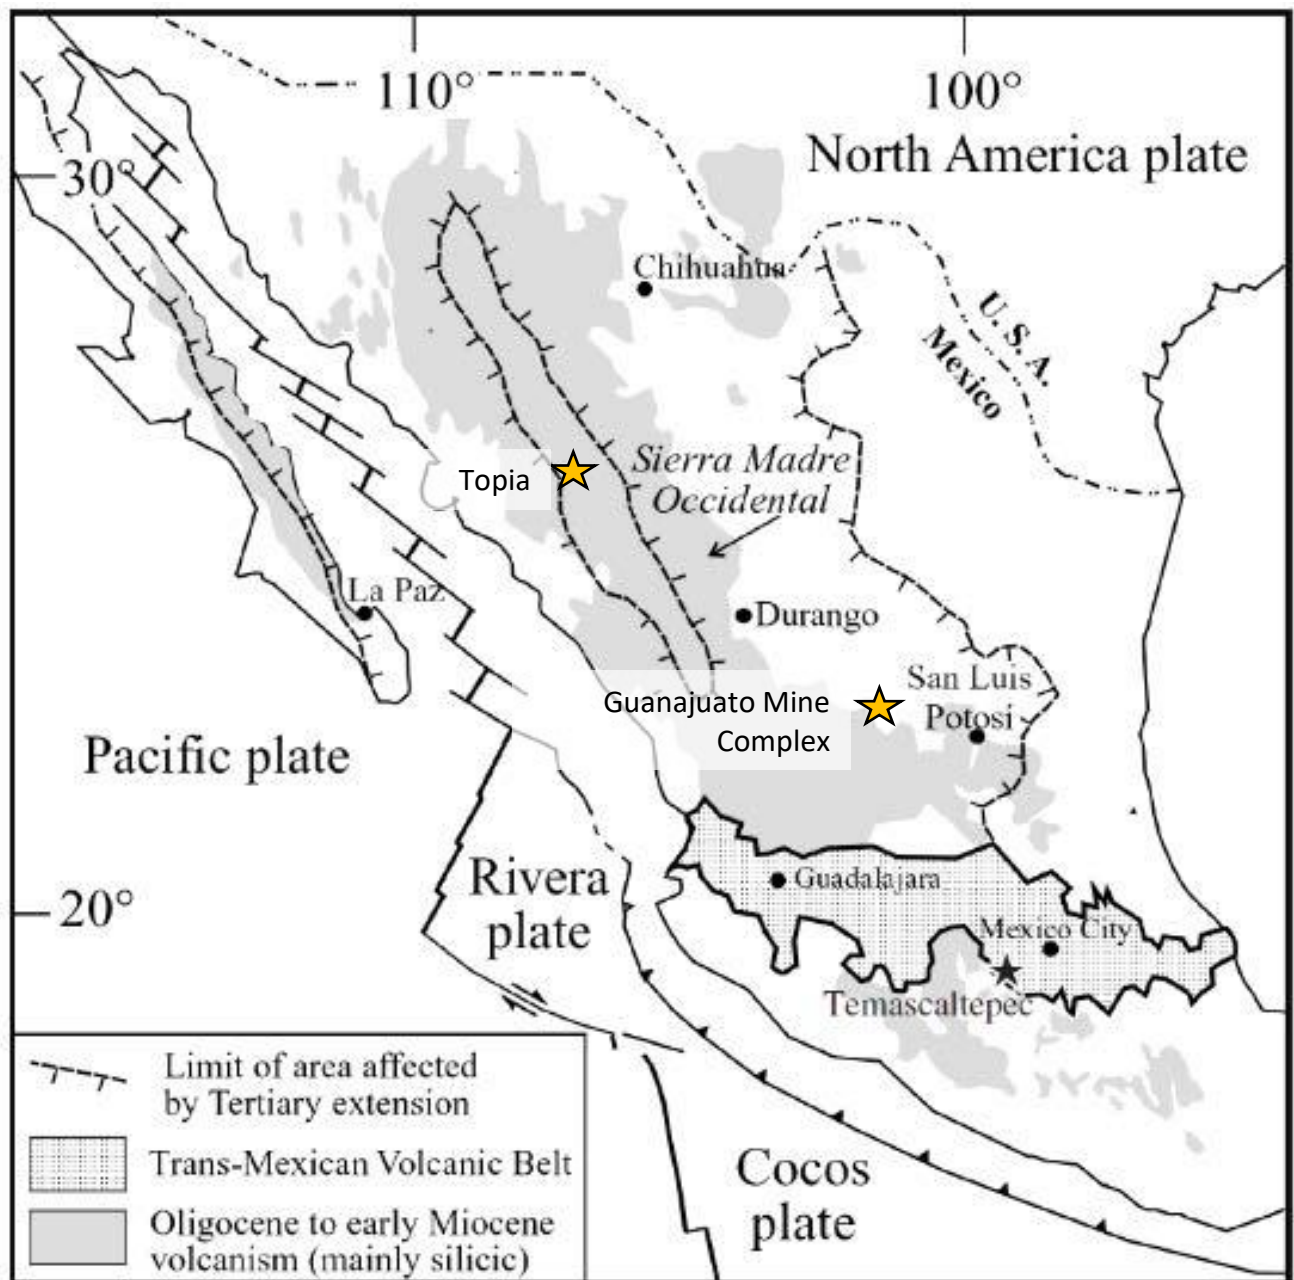 110°
100°
North America plate
30°
Chihuahua
U. S. A.
Mexico
Sierra Madre
Occidental
Topia
La Paz
Durango
San Luis
Potosí
Guanajuato Mine
Complex
Pacific plate
Rivera
plate
Guadalajara
20°
Mexico City
Temascaltepec
Limit of area affected
by Tertiary extension
Trans-Mexican Volcanic Belt
Oligocene to early Miocene
volcanism (mainly silicic)
Cocos
plate